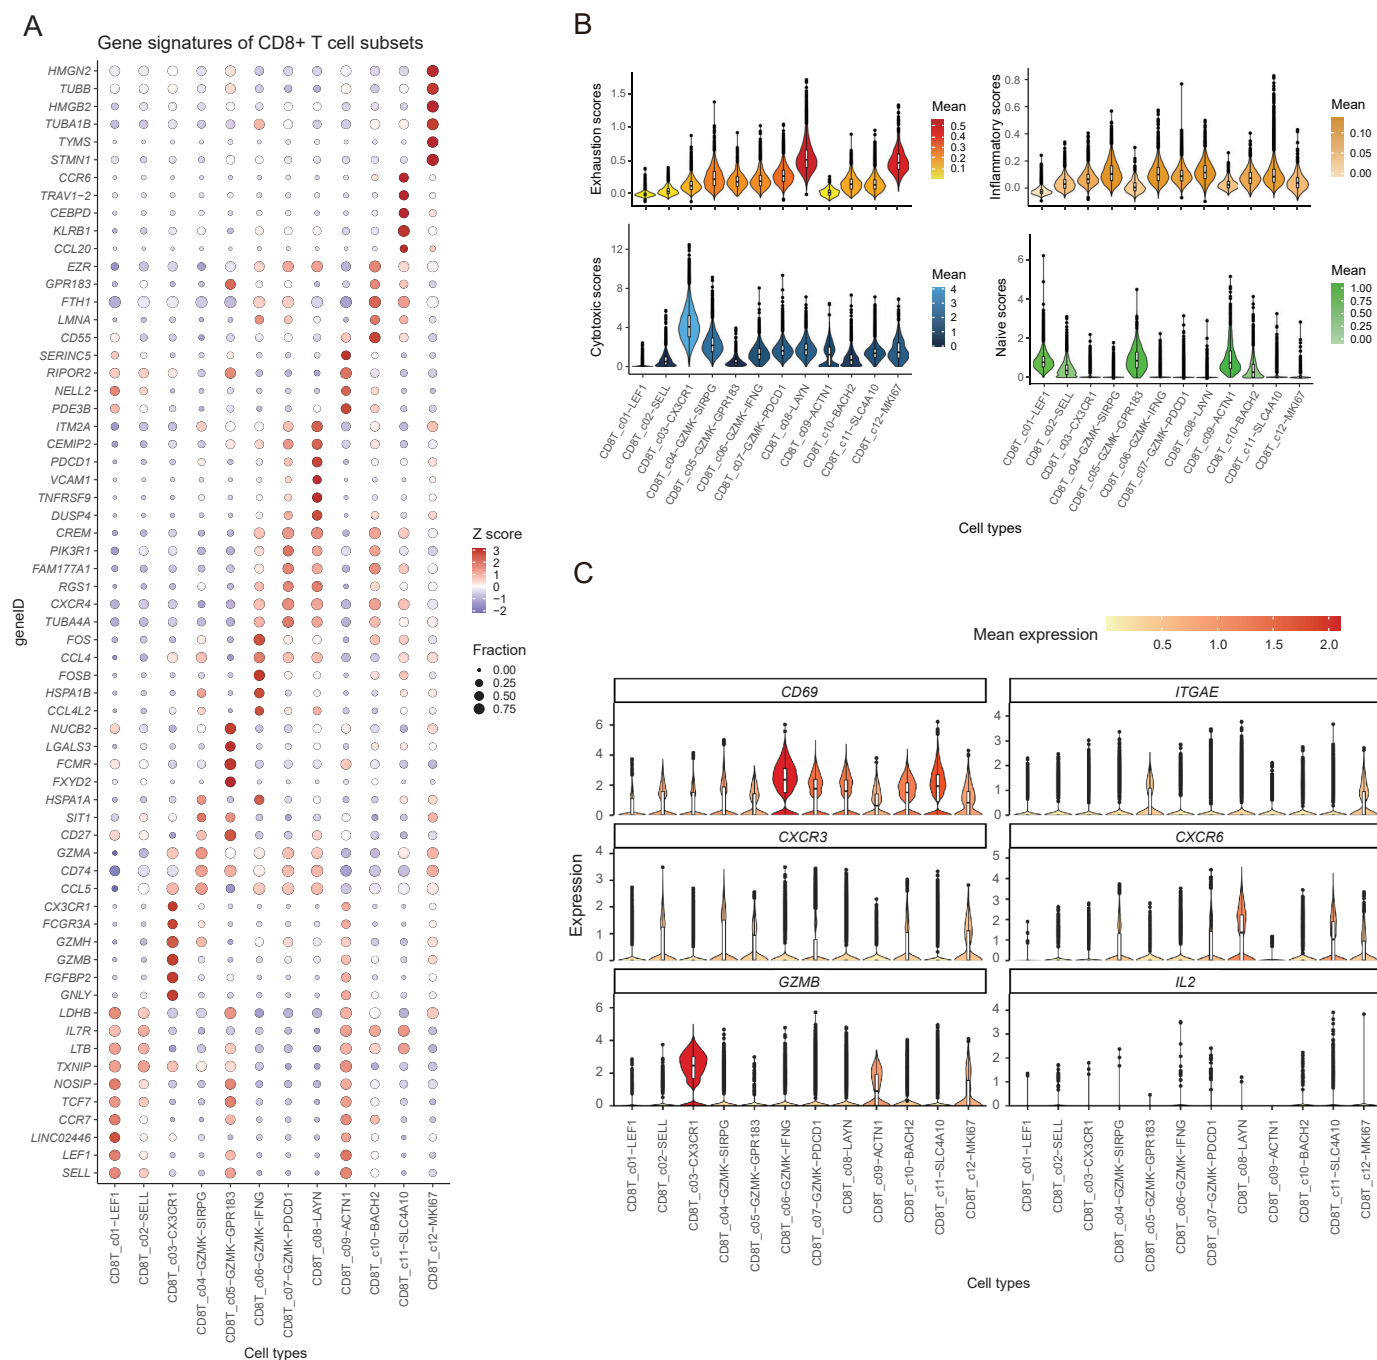 A
Gene signatures of CD8+ T cell subsets
HMGN2
TUBB
HMGB2
TUBA1B
TYMS
STMN1
CCR6
TRAV1−2
CEBPD
KLRB1
CCL20
EZR
GPR183
FTH1
LMNA
CD55
SERINC5
RIPOR2
NELL2
PDE3B
ITM2A
CEMIP2
PDCD1
VCAM1
TNFRSF9
DUSP4
CREM
PIK3R1
FAM177A1
RGS1
CXCR4
TUBA4A
FOS
CCL4
FOSB
HSPA1B
CCL4L2
NUCB2
LGALS3
FCMR
FXYD2
HSPA1A
SIT1
CD27
GZMA
CD74
CCL5
CX3CR1
FCGR3A
GZMH
GZMB
FGFBP2
GNLY
LDHB
IL7R
LTB
TXNIP
NOSIP
TCF7
CCR7
LINC02446
LEF1
SELL
geneID
CD8T_c01−LEF1
CD8T_c02−SELL
CD8T_c03−CX3CR1
CD8T_c04−GZMK−SIRPG
CD8T_c05−GZMK−GPR183
CD8T_c06−GZMK−IFNG
CD8T_c07−GZMK−PDCD1
CD8T_c08−LAYN
CD8T_c09−ACTN1
CD8T_c10−BACH2
CD8T_c11−SLC4A10
CD8T_c12−MKI67
Cell types
Z score
3
2
1
0
−1
−2
Fraction
0.00
0.25
0.50
0.75
B
Exhaustion scores
1.5
1.0
0.5
0.0
Mean
0.5
0.4
0.3
0.2
0.1
Inflammatory scores
0.8
0.6
0.4
0.2
0.0
Mean
0.10
0.05
0.00
Cytotoxic scores
12
8
4
0
Mean
4
3
2
1
0
CD8T_c01−LEF1
CD8T_c02−SELL
CD8T_c03−CX3CR1
CD8T_c04−GZMK−SIRPG
CD8T_c05−GZMK−GPR183
CD8T_c06−GZMK−IFNG
CD8T_c07−GZMK−PDCD1
CD8T_c08−LAYN
CD8T_c09−ACTN1
CD8T_c10−BACH2
CD8T_c11−SLC4A10
CD8T_c12−MKI67
Naive scores
6
4
2
0
Mean
1.00
0.75
0.50
0.25
0.00
CD8T_c01−LEF1
CD8T_c02−SELL
CD8T_c03−CX3CR1
CD8T_c04−GZMK−SIRPG
CD8T_c05−GZMK−GPR183
CD8T_c06−GZMK−IFNG
CD8T_c07−GZMK−PDCD1
CD8T_c08−LAYN
CD8T_c09−ACTN1
CD8T_c10−BACH2
CD8T_c11−SLC4A10
CD8T_c12−MKI67
Cell types
C
Mean expression
0.5 1.0 1.5 2.0
Expression
CD69
6
4
2
0
ITGAE
4
3
2
1
0
CXCR3
4
3
2
1
0
CXCR6
5
4
3
2
1
0
GZMB
6
4
2
0
IL2
4
3
2
1
0
CD8T_c01−LEF1
CD8T_c02−SELL
CD8T_c03−CX3CR1
CD8T_c04−GZMK−SIRPG
CD8T_c05−GZMK−GPR183
CD8T_c06−GZMK−IFNG
CD8T_c07−GZMK−PDCD1
CD8T_c08−LAYN
CD8T_c09−ACTN1
CD8T_c10−BACH2
CD8T_c11−SLC4A10
CD8T_c12−MKI67
CD8T_c01−LEF1
CD8T_c02−SELL
CD8T_c03−CX3CR1
CD8T_c04−GZMK−SIRPG
CD8T_c05−GZMK−GPR183
CD8T_c06−GZMK−IFNG
CD8T_c07−GZMK−PDCD1
CD8T_c08−LAYN
CD8T_c09−ACTN1
CD8T_c10−BACH2
CD8T_c11−SLC4A10
CD8T_c12−MKI67
Cell types